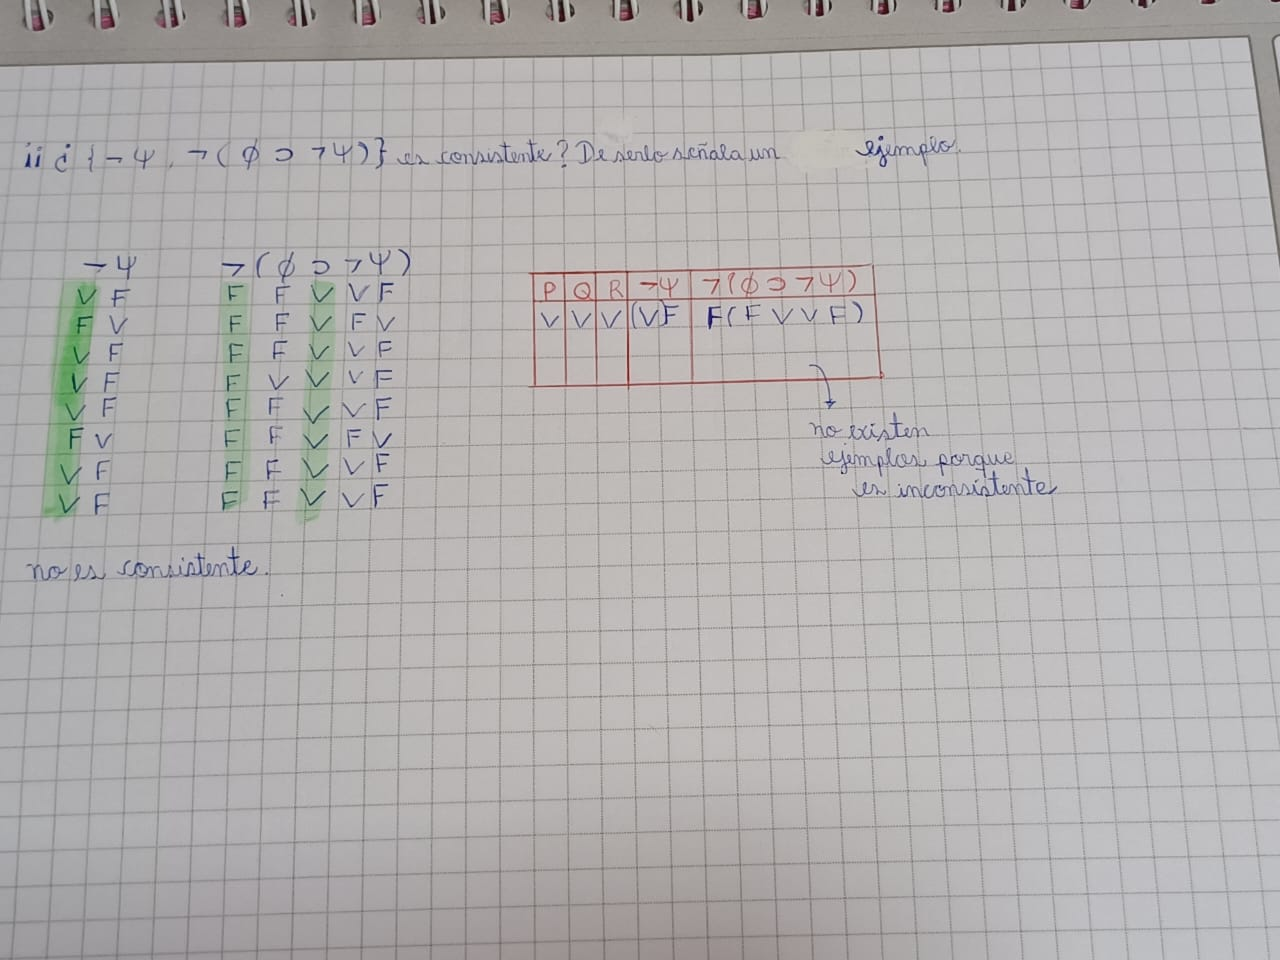 ii ¿ {¬Ψ, ¬(ϕ ⊃ ¬Ψ)} es consistente? De serlo señala un ejemplo.
¬Ψ ¬(ϕ ⊃ ¬Ψ)
V F F F V V F
F V F F V F V
V F F F V V F
V F F V V V F
V F F F V V F
F V F F V F V
V F F F V V F
V F F F V V F
P Q R ¬Ψ ¬(ϕ ⊃ ¬Ψ)
V V V (V)F F(F V V F)
no existen
ejemplos porque
es inconsistente
no es consistente.